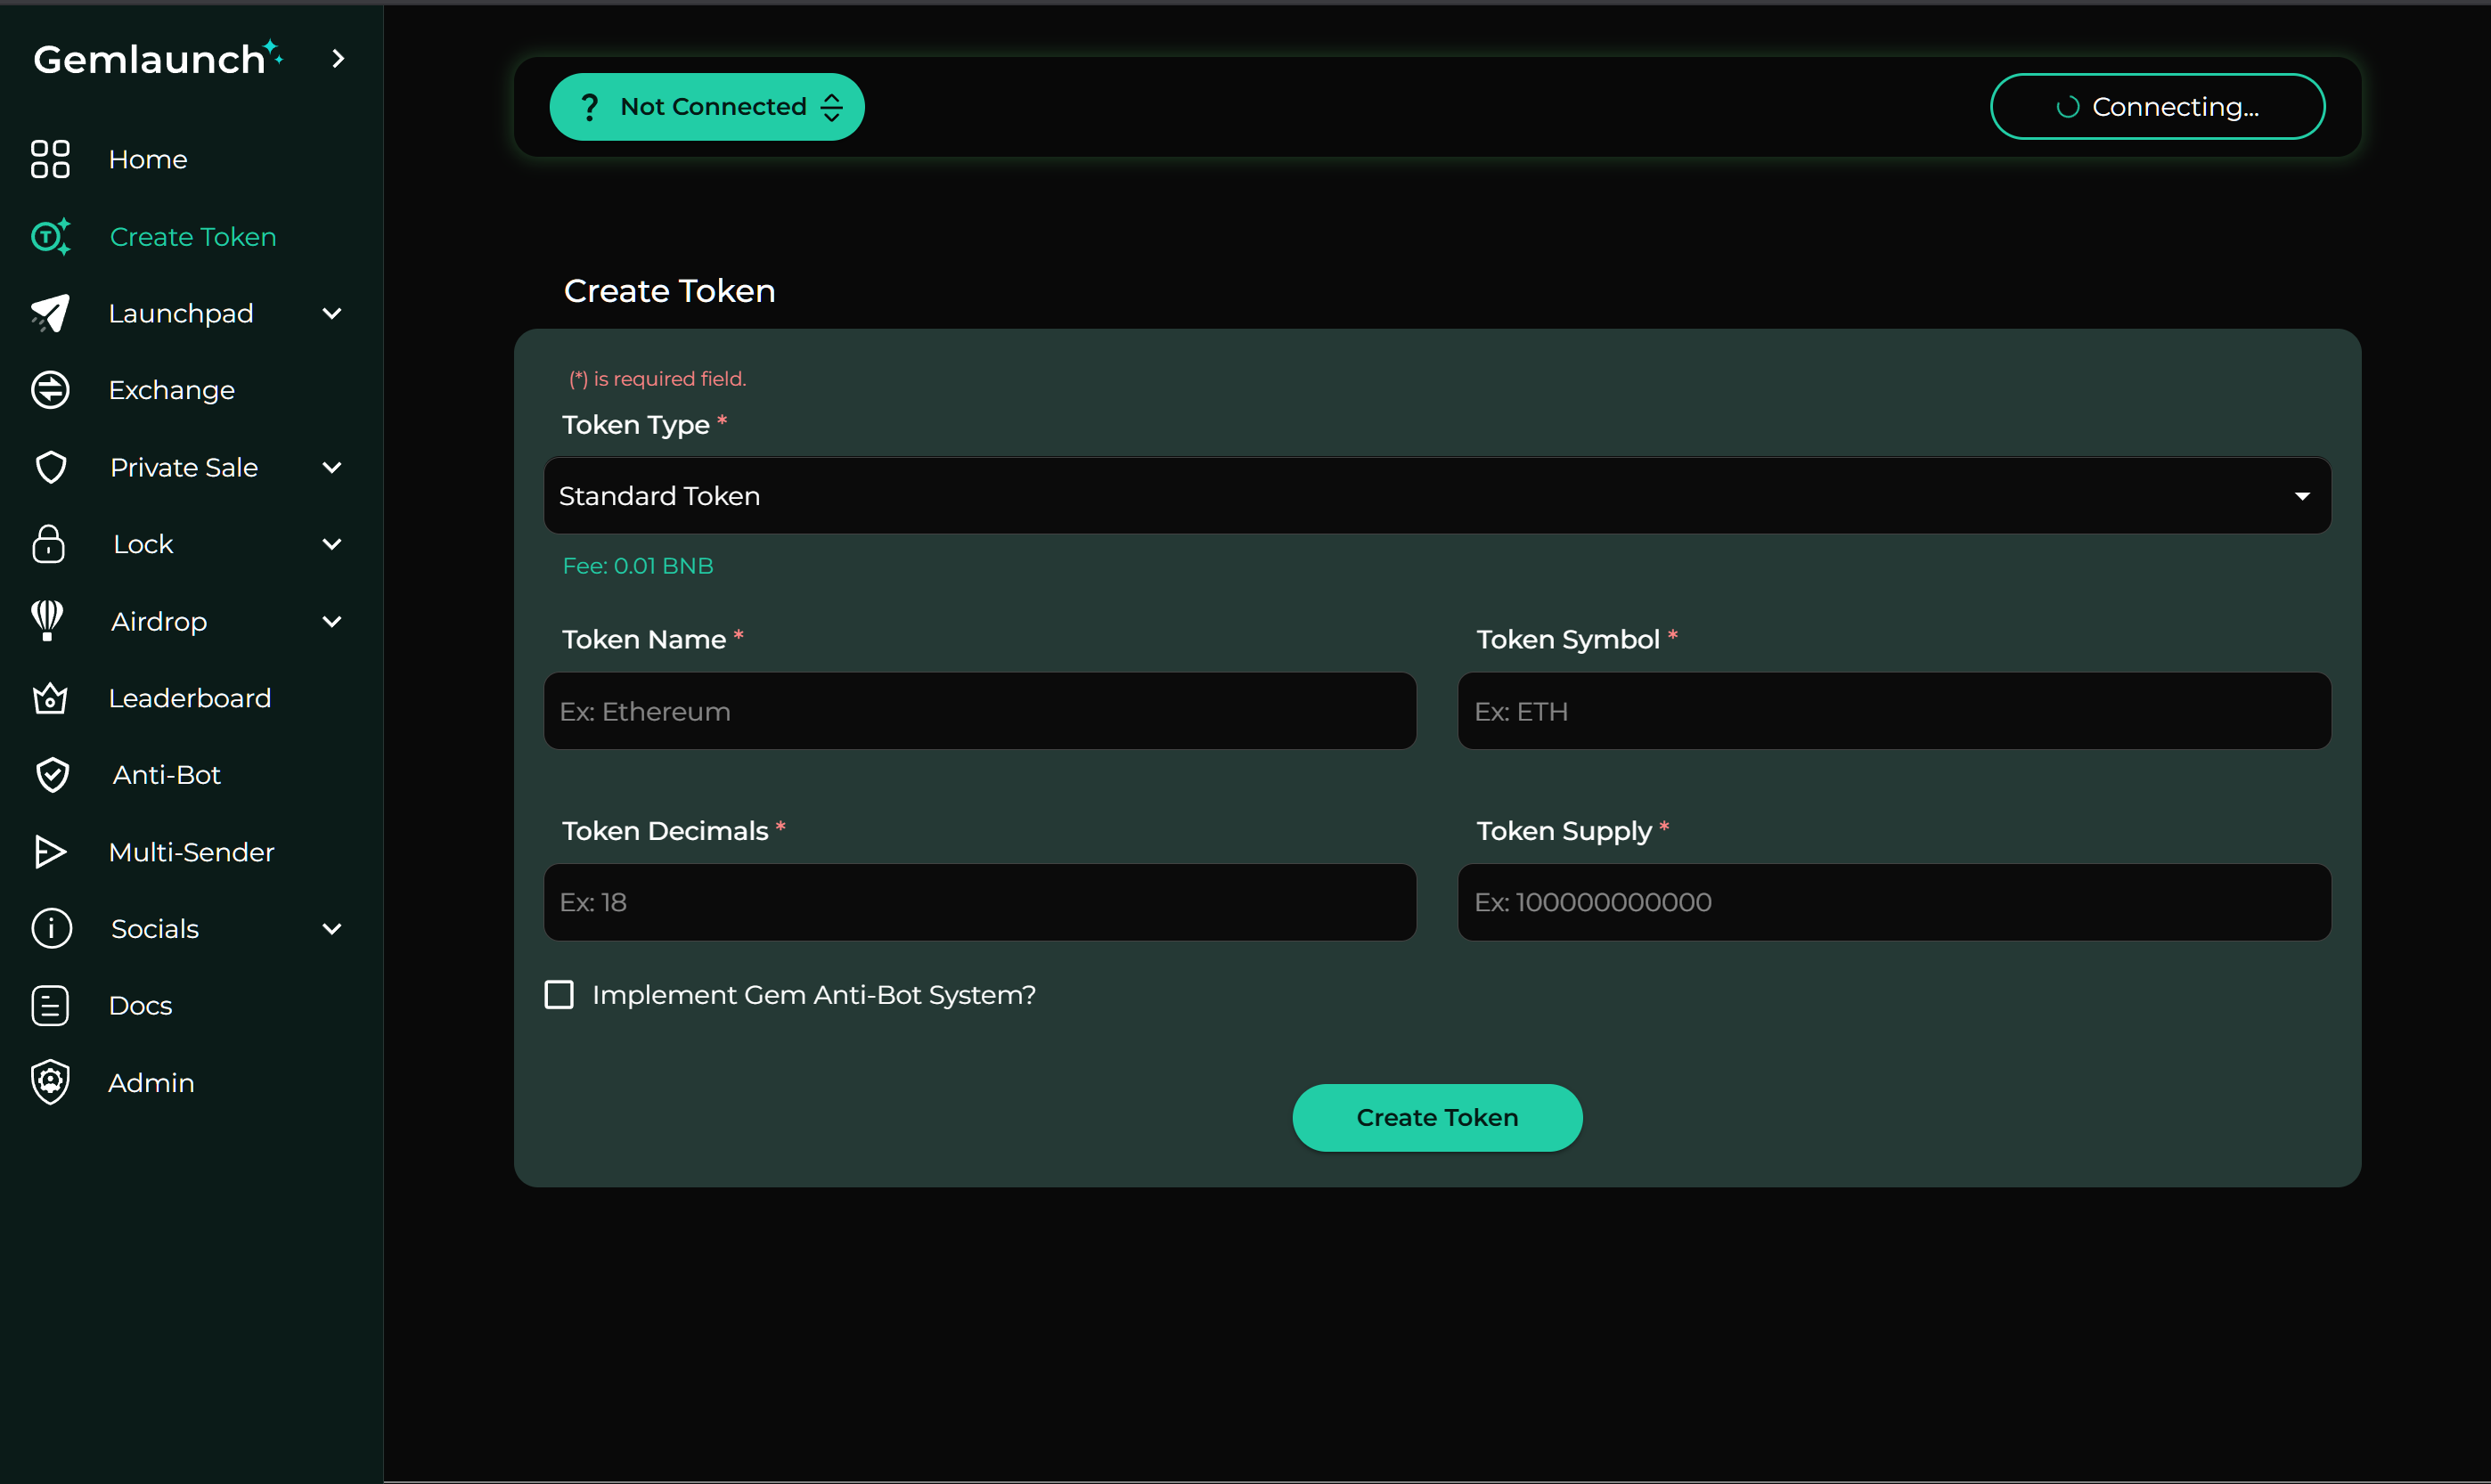 Gemlaunch
Home
Create Token
Launchpad
Exchange
Private Sale
Lock
Airdrop
Leaderboard
Anti-Bot
Multi-Sender
Socials
Docs
Admin
? Not Connected
Connecting...
Create Token
(*) is required field.
Token Type *
Standard Token
Fee: 0.01 BNB
Token Name *
Ex: Ethereum
Token Symbol *
Ex: ETH
Token Decimals *
Ex: 18
Token Supply *
Ex: 100000000000
Implement Gem Anti-Bot System?
Create Token